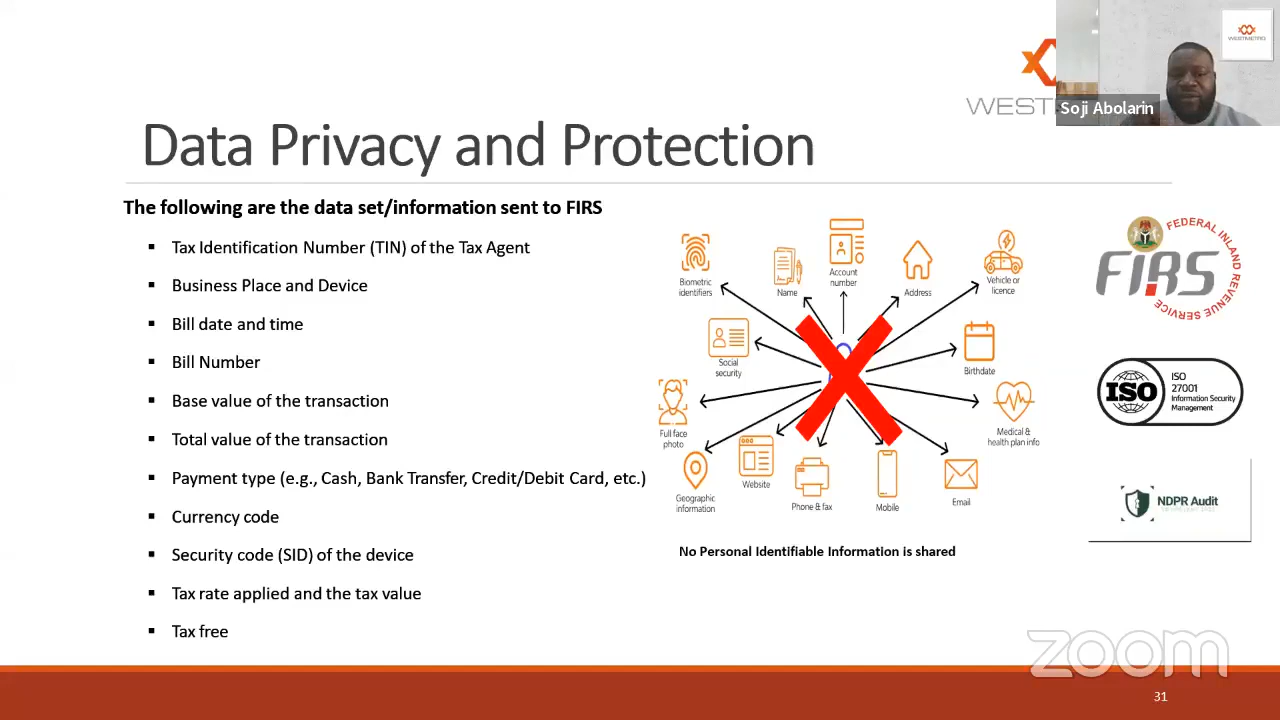 WEST
WESTMETRO
Soji Abolarin
Data Privacy and Protection
The following are the data set/information sent to FIRS
▪ Tax Identification Number (TIN) of the Tax Agent
▪ Business Place and Device
▪ Bill date and time
▪ Bill Number
▪ Base value of the transaction
▪ Total value of the transaction
▪ Payment type (e.g., Cash, Bank Transfer, Credit/Debit Card, etc.)
▪ Currency code
▪ Security code (SID) of the device
▪ Tax rate applied and the tax value
▪ Tax free
Biometric
identifiers
Name
Account
number
Address
Vehicle or
licence
Social
security
Birthdate
Full face
photo
Medical &
health plan info
Geographic
information
Website
Phone & fax
Mobile
Email
No Personal Identifiable Information is shared
FEDERAL INLAND REVENUE SERVICE
FIRS
ISO
ISO
27001
Information Security
Management
NDPR Audit
zoom
31